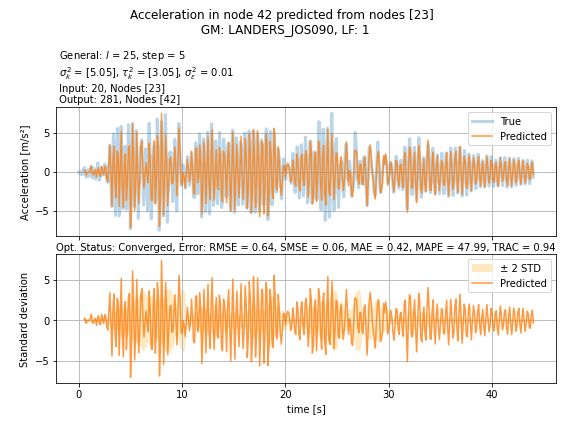 Acceleration in node 42 predicted from nodes [23]
GM: LANDERS_JOS090, LF: 1
General: l = 25, step = 5
σ²ₖ = [5.05], τ²ₖ = [3.05], σ²ε = 0.01
Input: 20, Nodes [23]
Output: 281, Nodes [42]
Acceleration [m/s²]
5
0
−5
True
Predicted
Opt. Status: Converged, Error: RMSE = 0.64, SMSE = 0.06, MAE = 0.42, MAPE = 47.99, TRAC = 0.94
Standard deviation
5
0
−5
± 2 STD
Predicted
0 10 20 30 40
time [s]